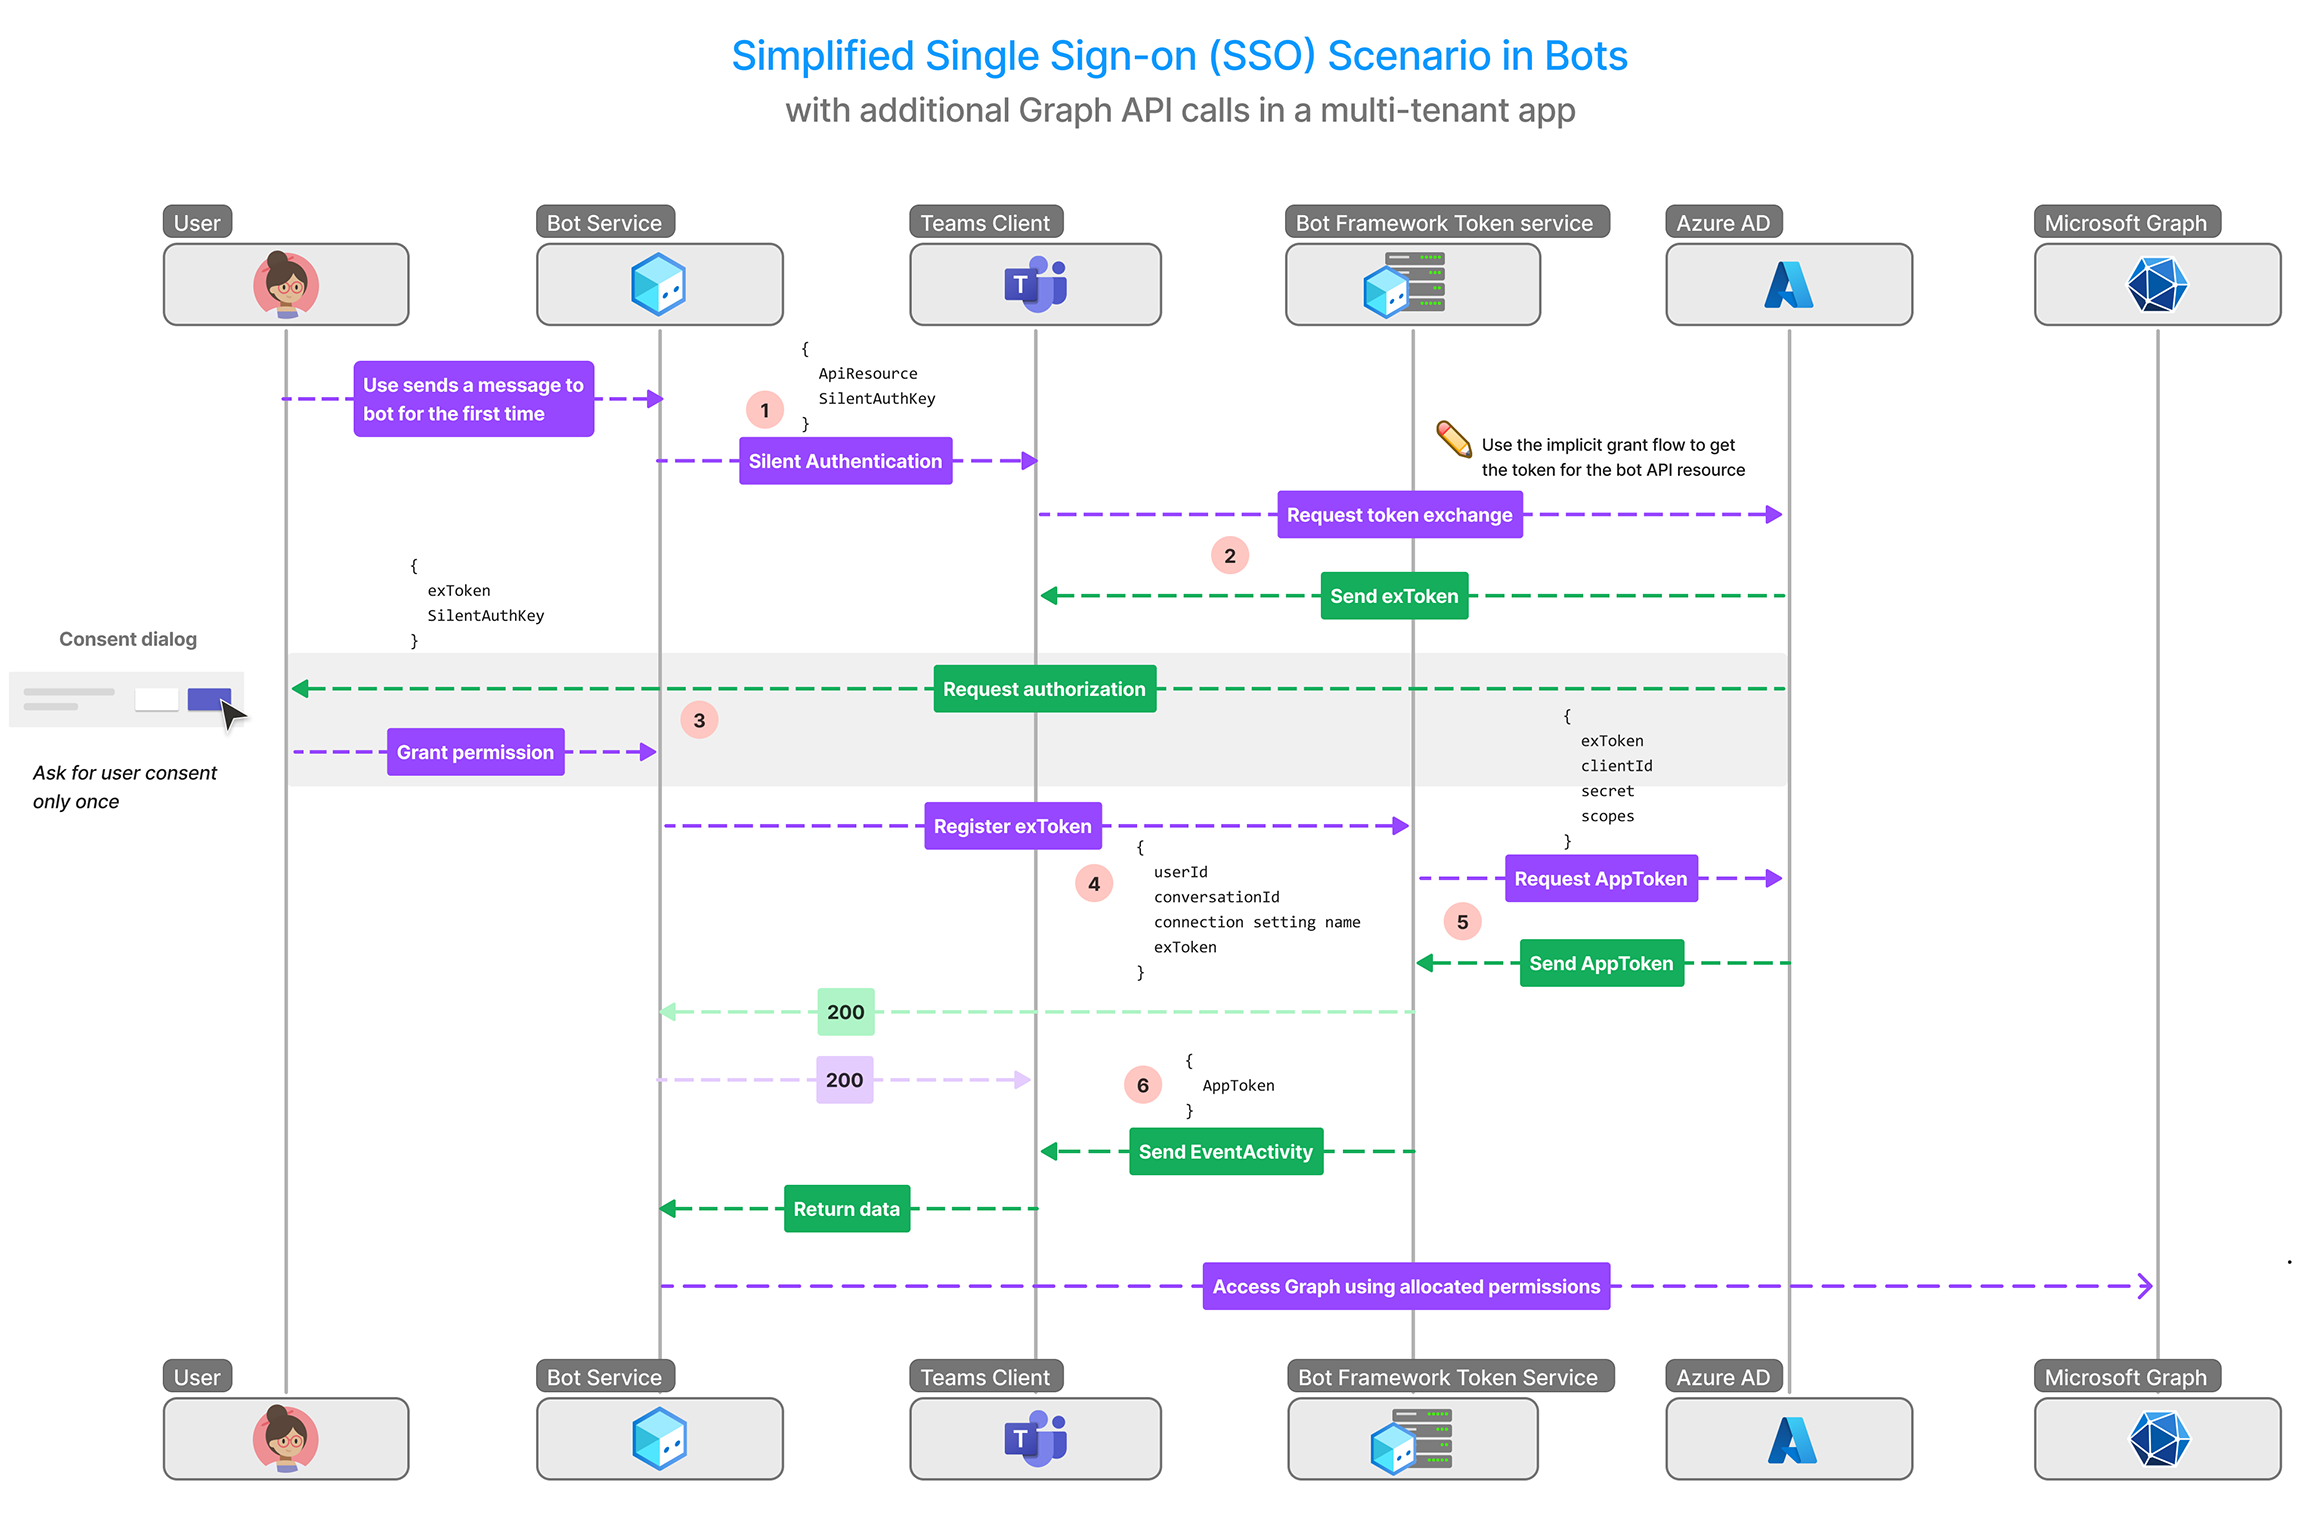 Simplified Single Sign-on (SSO) Scenario in Bots
with additional Graph API calls in a multi-tenant app
User
Bot Service
Teams Client
Bot Framework Token service
Azure AD
Microsoft Graph
T
Use sends a message to
bot for the first time
1
{
ApiResource
SilentAuthKey
}
Silent Authentication
Use the implicit grant flow to get
the token for the bot API resource
Request token exchange
2
Send exToken
{
exToken
SilentAuthKey
}
Consent dialog
Request authorization
3
Grant permission
Ask for user consent
only once
{
exToken
clientId
secret
scopes
}
Register exToken
4
{
userId
conversationId
connection setting name
exToken
}
Request AppToken
5
Send AppToken
200
200
6
{
AppToken
}
Send EventActivity
Return data
Access Graph using allocated permissions
User
Bot Service
Teams Client
Bot Framework Token Service
Azure AD
Microsoft Graph
T